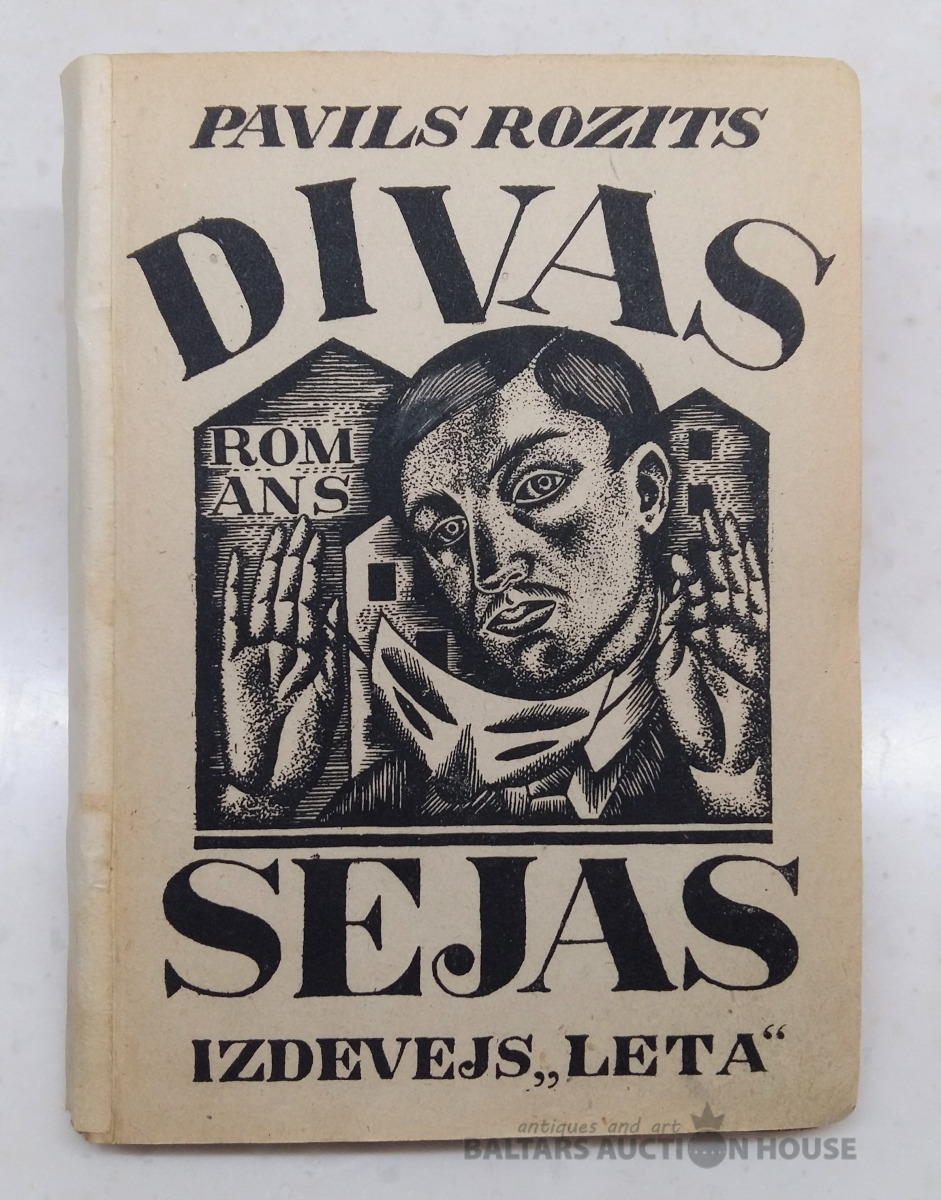 PAVILS ROZITS
DIVAS
ROM
ANS
SEJAS
IZDEVEJS „LETA“
antiques and art
BALTARS AUCTION HOUSE